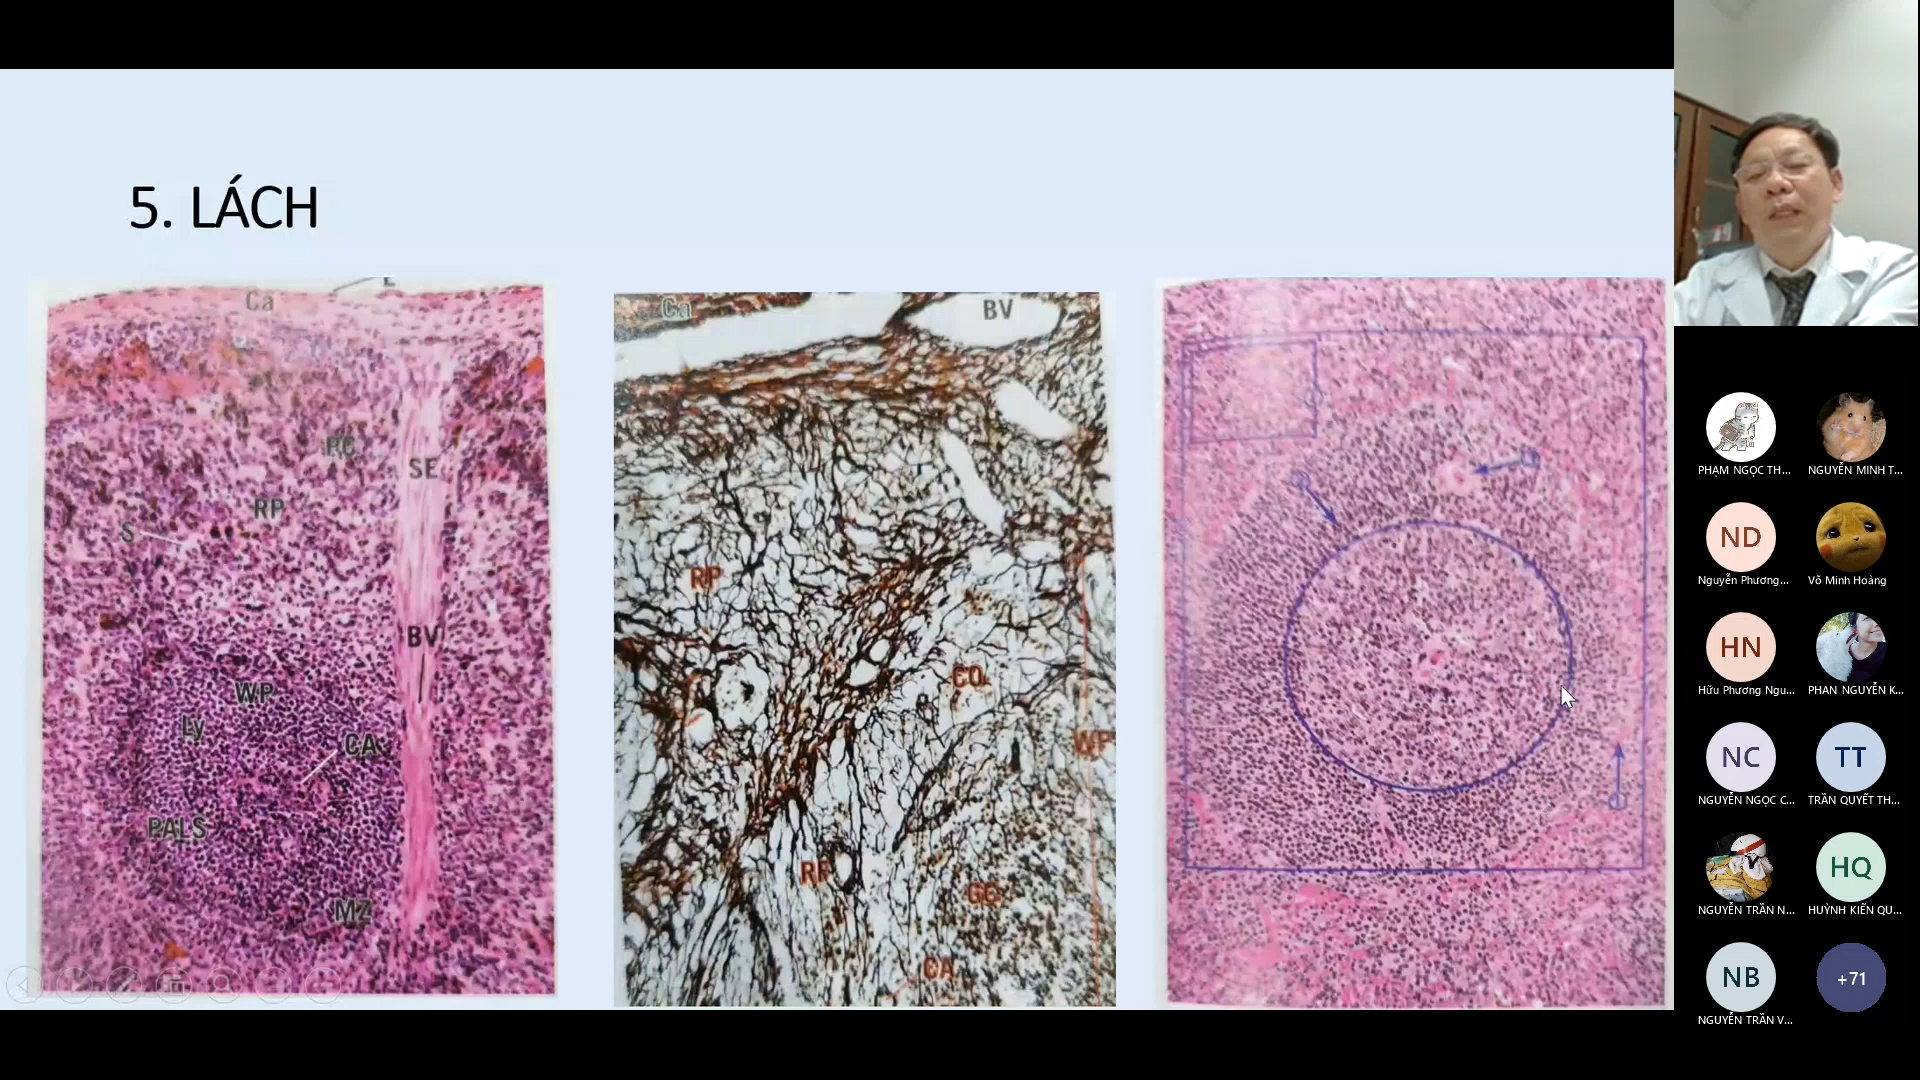 5. LÁCH
Ca
PC
SE
RP
S
BV
WP
Ly
CA
PALS
MZ
Ca
BV
RP
CO
WP
RP
GC
CA
PHẠM NGỌC TH...
NGUYỄN MINH T...
ND
Nguyễn Phương...
Võ Minh Hoàng
HN
Hữu Phương Ngu...
PHAN NGUYỄN K...
NC
NGUYỄN NGỌC C...
TT
TRẦN QUYẾT TH...
NGUYỄN TRẦN N...
HQ
HUỲNH KIẾN QU...
NB
NGUYỄN TRẦN V...
+71